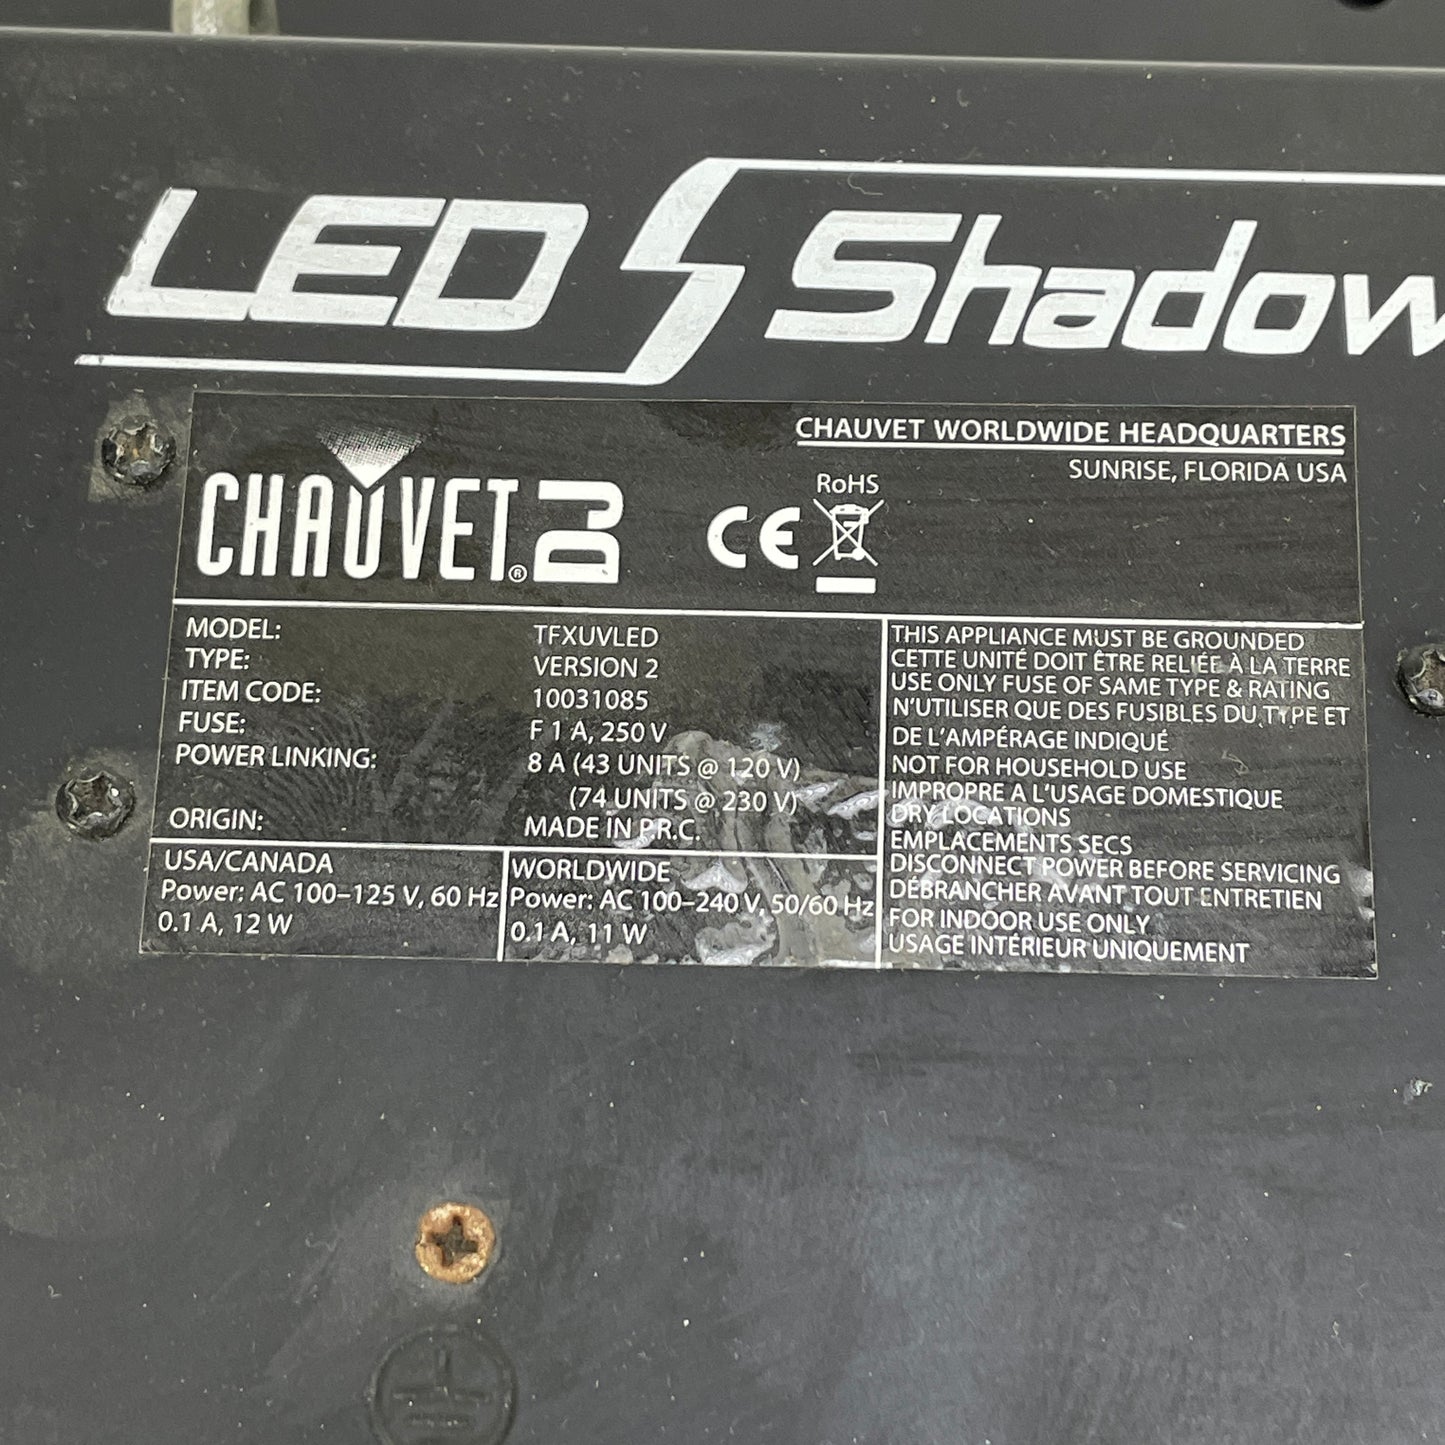 LED Shadow
CHAUVET® DJ
CE
RoHS
CHAUVET WORLDWIDE HEADQUARTERS
SUNRISE, FLORIDA USA
MODEL: TFXUVLED
TYPE: VERSION 2
ITEM CODE: 10031085
FUSE: F 1 A, 250 V
POWER LINKING: 8 A (43 UNITS @ 120 V)
(74 UNITS @ 230 V)
ORIGIN: MADE IN P.R.C.
USA/CANADA
Power: AC 100–125 V, 60 Hz
0.1 A, 12 W
WORLDWIDE
Power: AC 100–240 V, 50/60 Hz
0.1 A, 11 W
THIS APPLIANCE MUST BE GROUNDED
CETTE UNITÉ DOIT ÊTRE RELIÉE À LA TERRE
USE ONLY FUSE OF SAME TYPE & RATING
N'UTILISER QUE DES FUSIBLES DU TYPE ET
DE L'AMPÉRAGE INDIQUÉ
NOT FOR HOUSEHOLD USE
IMPROPRE A L'USAGE DOMESTIQUE
DRY LOCATIONS
EMPLACEMENTS SECS
DISCONNECT POWER BEFORE SERVICING
DÉBRANCHER AVANT TOUT ENTRETIEN
FOR INDOOR USE ONLY
USAGE INTÉRIEUR UNIQUEMENT